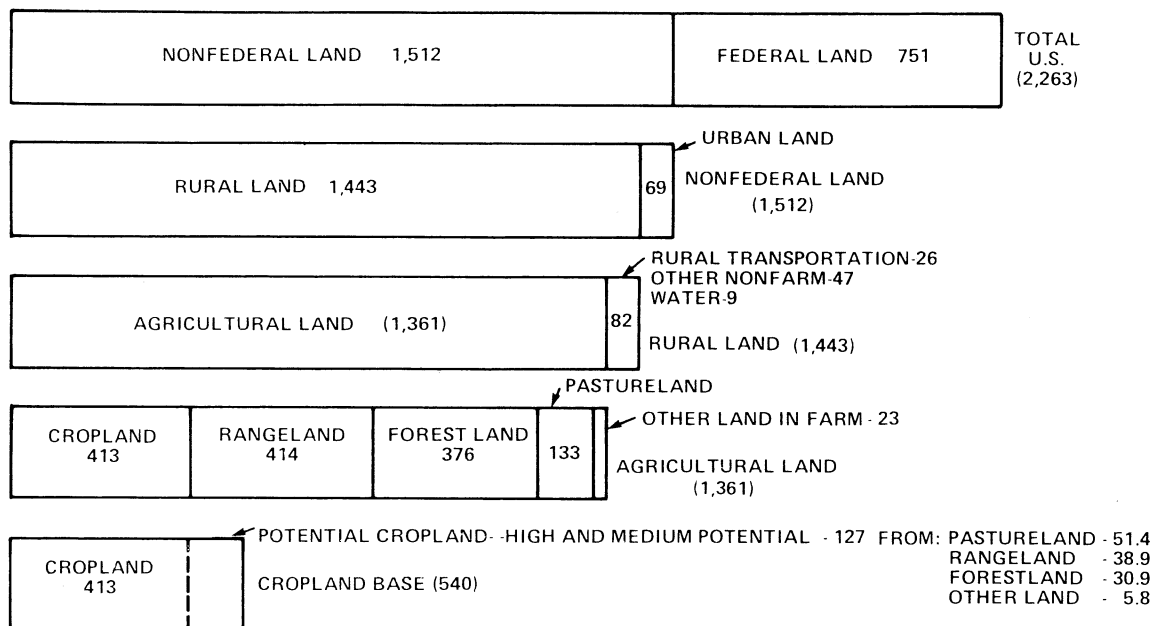 NONFEDERAL LAND 1,512
FEDERAL LAND 751
TOTAL
U.S.
(2,263)
URBAN LAND
RURAL LAND 1,443
69
NONFEDERAL LAND
(1,512)
RURAL TRANSPORTATION-26
OTHER NONFARM-47
WATER-9
AGRICULTURAL LAND (1,361)
82
RURAL LAND (1,443)
PASTURELAND
CROPLAND
413
RANGELAND
414
FOREST LAND
376
133
OTHER LAND IN FARM - 23
AGRICULTURAL LAND
(1,361)
POTENTIAL CROPLAND--HIGH AND MEDIUM POTENTIAL - 127 FROM: PASTURELAND - 51.4
RANGELAND - 38.9
FORESTLAND - 30.9
OTHER LAND - 5.8
CROPLAND
413
CROPLAND BASE (540)